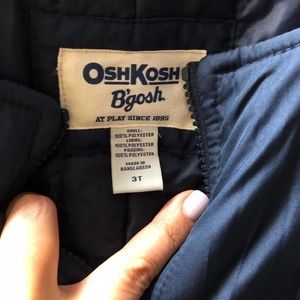 OSHKOSH
B'gosh.
AT PLAY SINCE 1895
SHELL:
100% POLYESTER
LINING:
100% POLYESTER
PADDING:
100% POLYESTER
MADE IN
BANGLADESH
3T